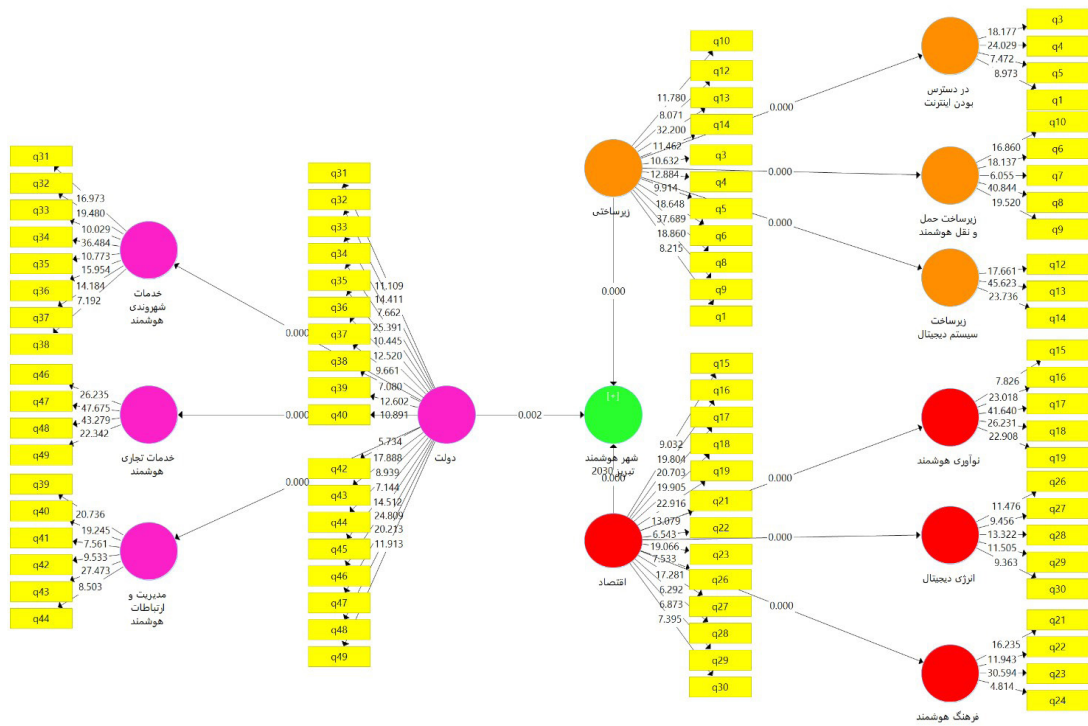 q31
q32
q33
q34
q35
q36
q37
q38
16.973
19.480
10.029
36.484
10.773
15.954
14.184
7.192
خدمات
شهروندی
هوشمند
0.000
q46
q47
q48
q49
26.235
47.675
43.279
22.342
خدمات تجاری
هوشمند
0.000
q39
q40
q41
q42
q43
q44
20.736
19.245
7.561
9.533
27.473
8.503
مدیریت و
ارتباطات
هوشمند
0.000
q31
q32
q33
q34
q35
q36
q37
q38
q39
q40
q42
q43
q44
q45
q46
q47
q48
q49
11.109
14.411
7.662
25.391
10.445
12.520
9.661
7.080
12.602
10.891
5.734
17.888
8.939
7.144
14.512
24.809
20.213
11.913
دولت
0.002
[+]
شهر هوشمند
تبریز 2030
0.000
0.000
زیرساختی
11.780
8.071
32.200
11.462
10.632
12.884
9.914
18.648
37.689
18.860
8.215
q10
q12
q13
q14
q3
q4
q5
q6
q8
q9
q1
0.000
0.000
0.000
اقتصاد
9.032
19.804
20.703
19.905
22.916
13.079
6.543
19.066
7.533
17.281
6.292
6.873
7.395
q15
q16
q17
q18
q19
q21
q22
q23
q26
q27
q28
q29
q30
0.000
0.000
0.000
در دسترس
بودن اینترنت
18.177
24.029
7.472
8.973
q3
q4
q5
q1
زیرساخت حمل
و نقل هوشمند
16.860
18.137
6.055
40.844
19.520
q10
q6
q7
q8
q9
زیرساخت
سیستم دیجیتال
17.661
45.623
23.736
q12
q13
q14
نوآوری هوشمند
7.826
23.018
41.640
26.231
22.908
q15
q16
q17
q18
q19
انرژی دیجیتال
11.476
9.456
13.322
11.505
9.363
q26
q27
q28
q29
q30
فرهنگ هوشمند
16.235
11.943
30.594
4.814
q21
q22
q23
q24